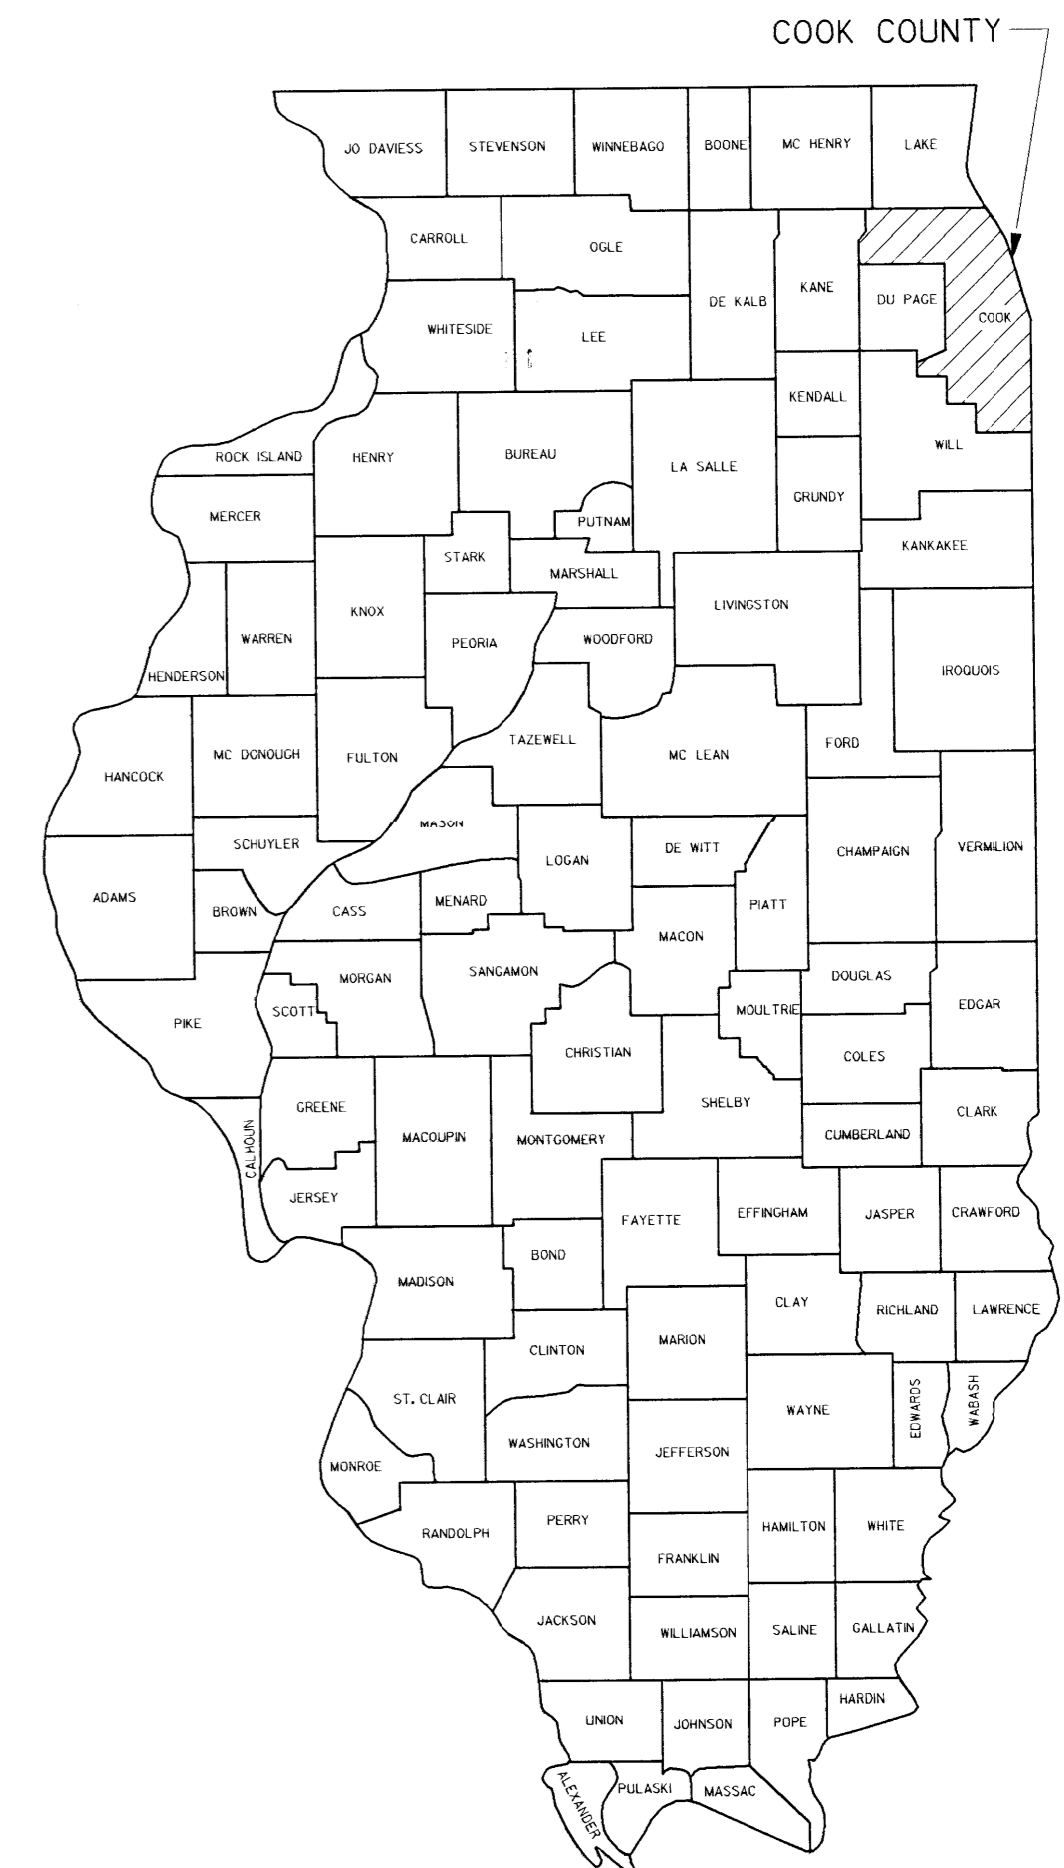 COOK COUNTY
JO DAVIESS
STEVENSON
WINNEBAGO
BOONE
MC HENRY
LAKE
CARROLL
OGLE
DE KALB
KANE
DU PAGE
COOK
WHITESIDE
LEE
KENDALL
ROCK ISLAND
HENRY
BUREAU
LA SALLE
WILL
GRUNDY
MERCER
PUTNAM
KANKAKEE
STARK
MARSHALL
KNOX
LIVINGSTON
WARREN
PEORIA
WOODFORD
HENDERSON
IROQUOIS
HANCOCK
MC DONOUGH
FULTON
TAZEWELL
MC LEAN
FORD
MASON
SCHUYLER
LOGAN
DE WITT
CHAMPAIGN
VERMILION
ADAMS
BROWN
CASS
MENARD
PIATT
MACON
MORGAN
SANGAMON
DOUGLAS
PIKE
SCOTT
MOULTRIE
EDGAR
CHRISTIAN
COLES
GREENE
SHELBY
CLARK
CALHOUN
MACOUPIN
MONTGOMERY
CUMBERLAND
JERSEY
FAYETTE
EFFINGHAM
JASPER
CRAWFORD
BOND
MADISON
CLAY
RICHLAND
LAWRENCE
CLINTON
MARION
ST. CLAIR
WAYNE
EDWARDS
WABASH
WASHINGTON
JEFFERSON
MONROE
RANDOLPH
PERRY
HAMILTON
WHITE
FRANKLIN
JACKSON
WILLIAMSON
SALINE
GALLATIN
UNION
JOHNSON
POPE
HARDIN
ALEXANDER
PULASKI
MASSAC